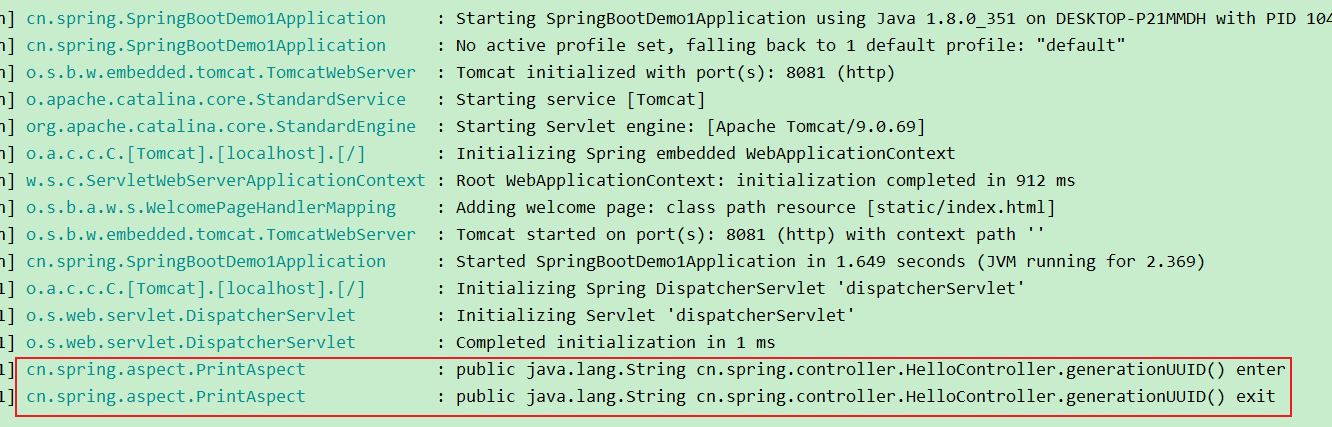 n] cn.spring.SpringBootDemo1Application : Starting SpringBootDemo1Application using Java 1.8.0_351 on DESKTOP-P21MMDH with PID 104
n] cn.spring.SpringBootDemo1Application : No active profile set, falling back to 1 default profile: "default"
n] o.s.b.w.embedded.tomcat.TomcatWebServer : Tomcat initialized with port(s): 8081 (http)
n] o.apache.catalina.core.StandardService : Starting service [Tomcat]
n] org.apache.catalina.core.StandardEngine : Starting Servlet engine: [Apache Tomcat/9.0.69]
n] o.a.c.c.C.[Tomcat].[localhost].[/] : Initializing Spring embedded WebApplicationContext
n] w.s.c.ServletWebServerApplicationContext : Root WebApplicationContext: initialization completed in 912 ms
n] o.s.b.a.w.s.WelcomePageHandlerMapping : Adding welcome page: class path resource [static/index.html]
n] o.s.b.w.embedded.tomcat.TomcatWebServer : Tomcat started on port(s): 8081 (http) with context path ''
n] cn.spring.SpringBootDemo1Application : Started SpringBootDemo1Application in 1.649 seconds (JVM running for 2.369)
1] o.a.c.c.C.[Tomcat].[localhost].[/] : Initializing Spring DispatcherServlet 'dispatcherServlet'
1] o.s.web.servlet.DispatcherServlet : Initializing Servlet 'dispatcherServlet'
1] o.s.web.servlet.DispatcherServlet : Completed initialization in 1 ms
1] cn.spring.aspect.PrintAspect : public java.lang.String cn.spring.controller.HelloController.generationUUID() enter
1] cn.spring.aspect.PrintAspect : public java.lang.String cn.spring.controller.HelloController.generationUUID() exit